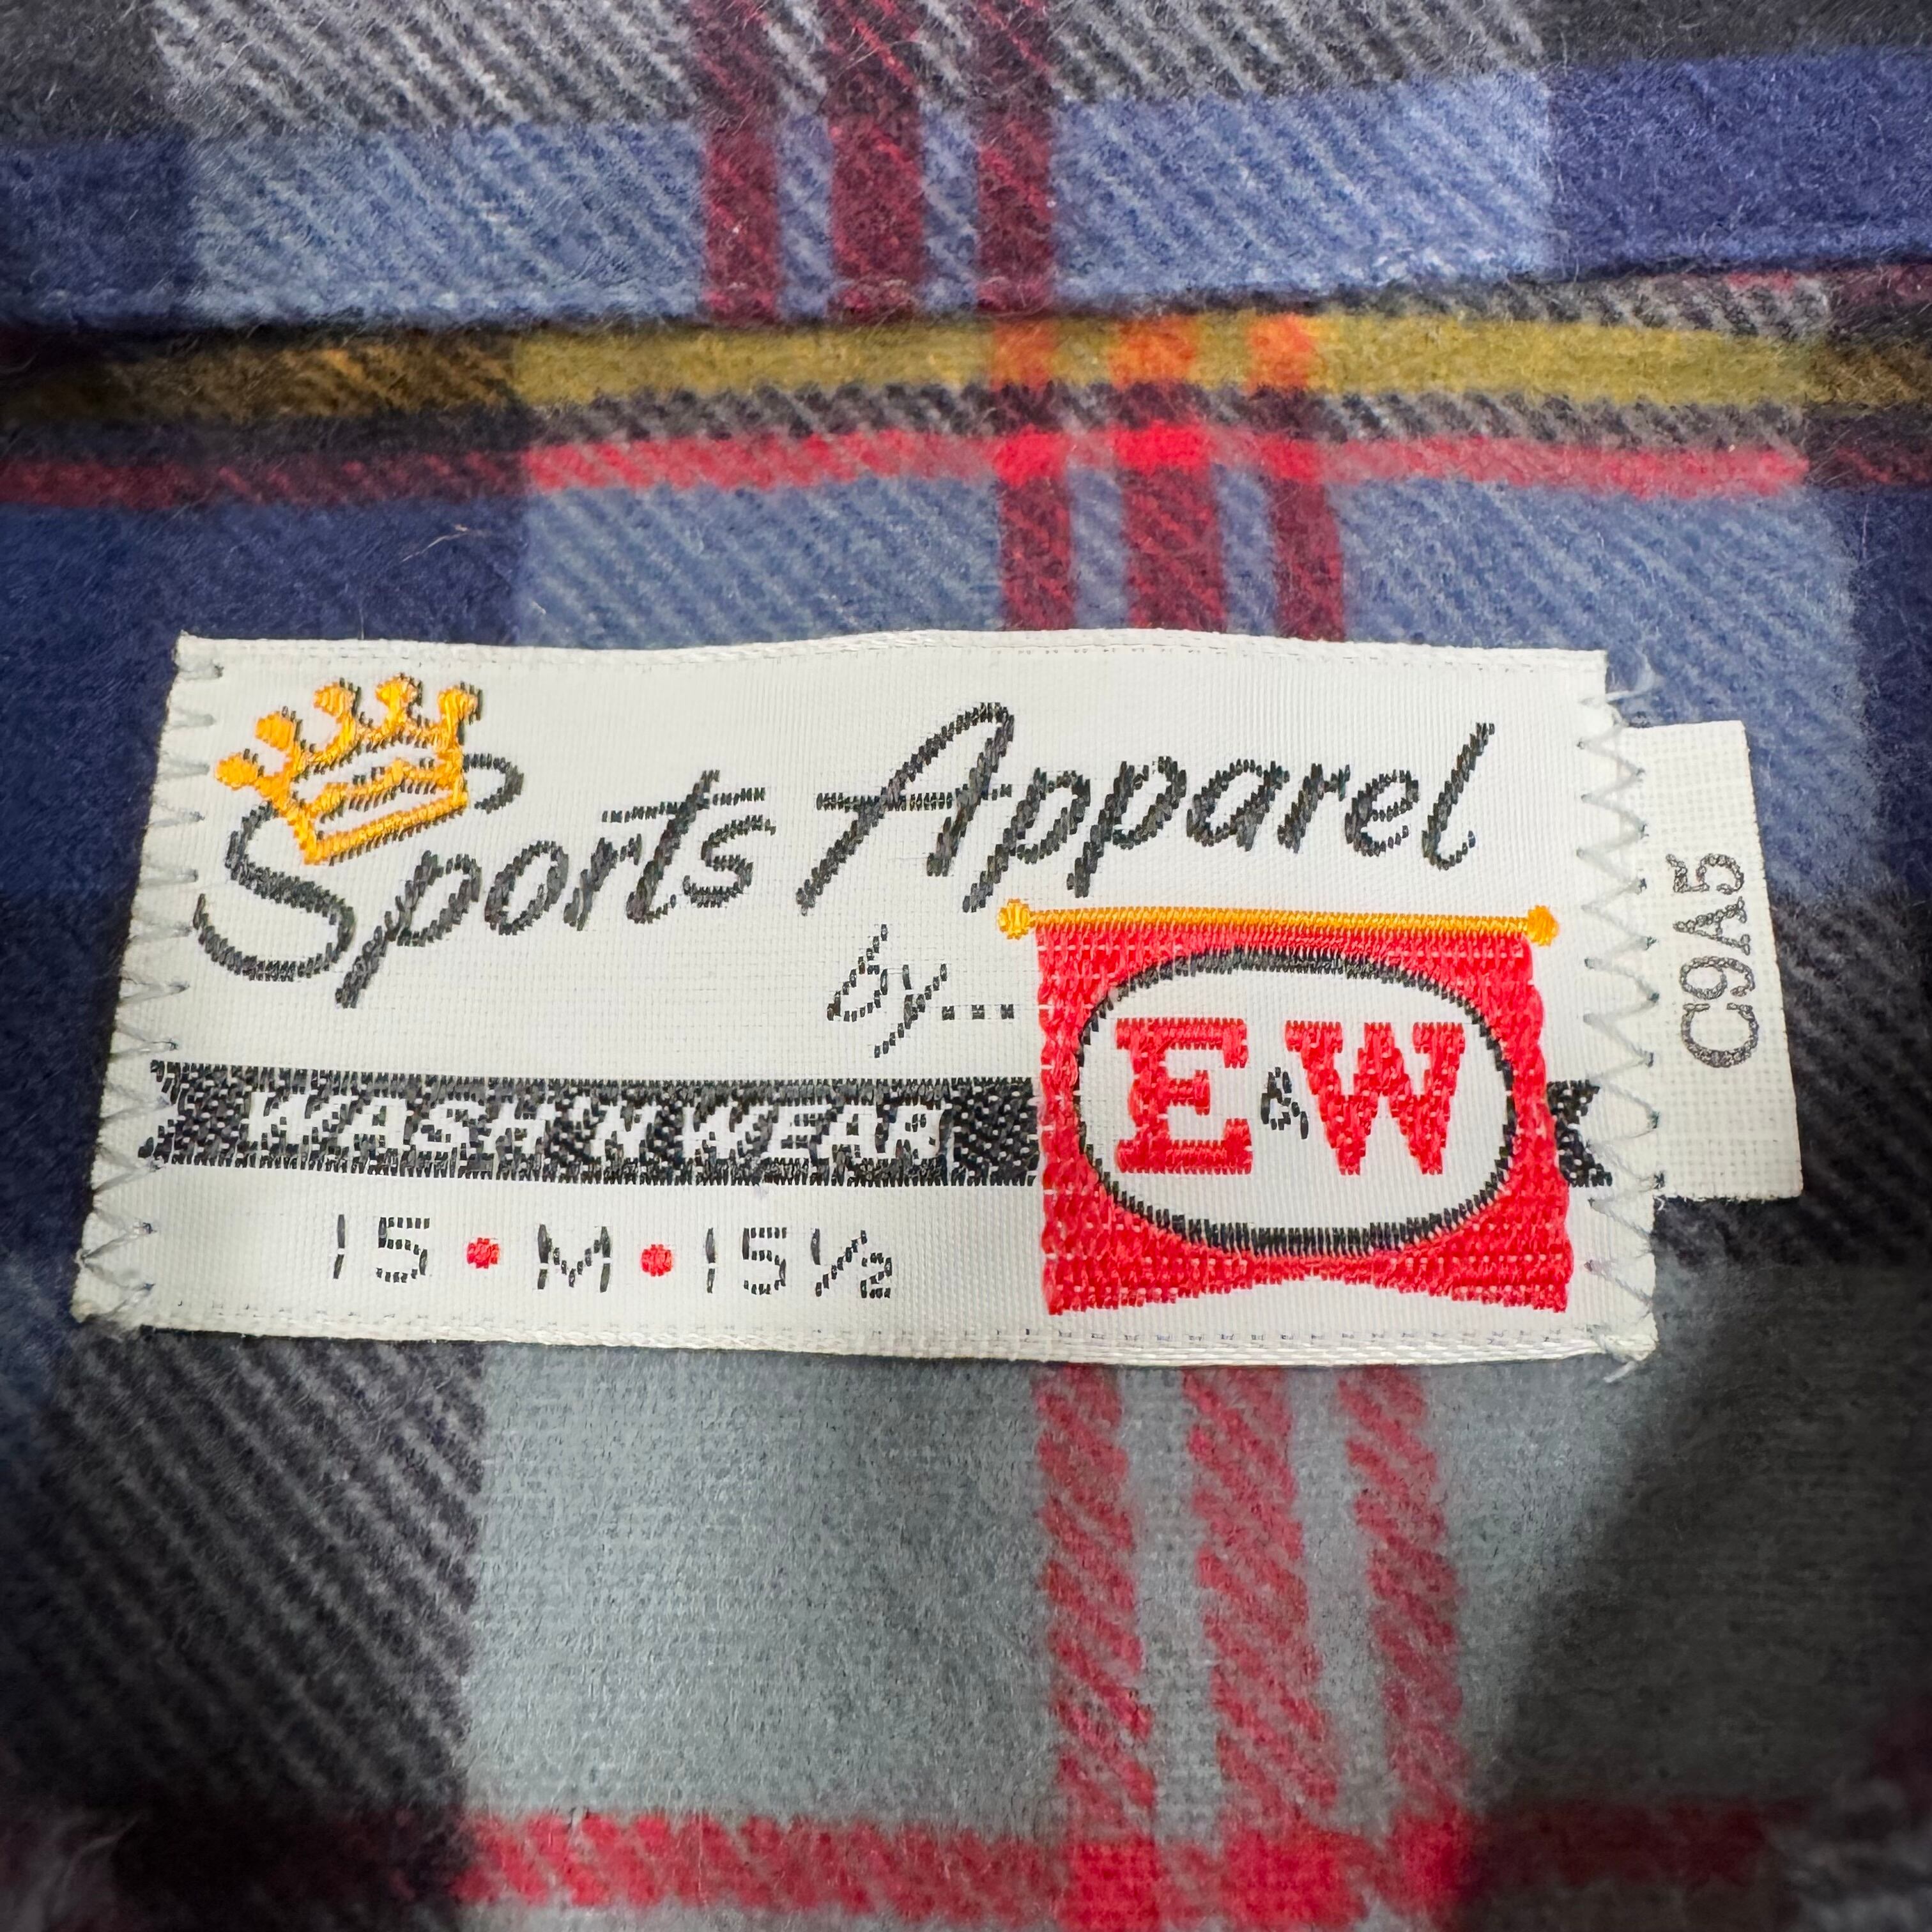 Sports Apparel
by...
E&W
WASH'N WEAR
15 • M • 15½
C9A5